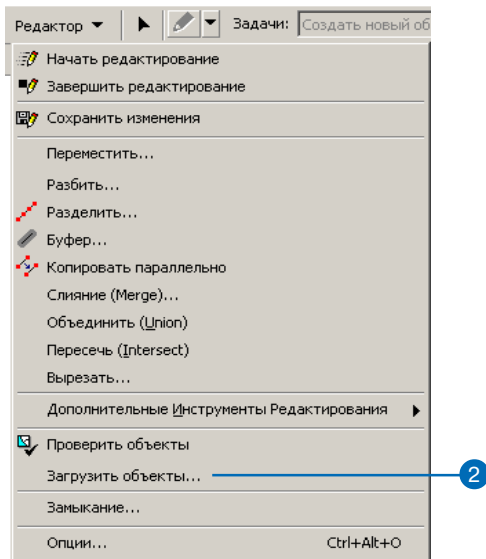 Редактор Задачи: Создать новый об
Начать редактирование
Завершить редактирование
Сохранить изменения
Переместить...
Разбить...
Разделить...
Буфер...
Копировать параллельно
Слияние (Merge)...
Объединить (Union)
Пересечь (Intersect)
Вырезать...
Дополнительные Инструменты Редактирования
Проверить объекты
Загрузить объекты... 2
Замыкание...
Опции... Ctrl+Alt+O